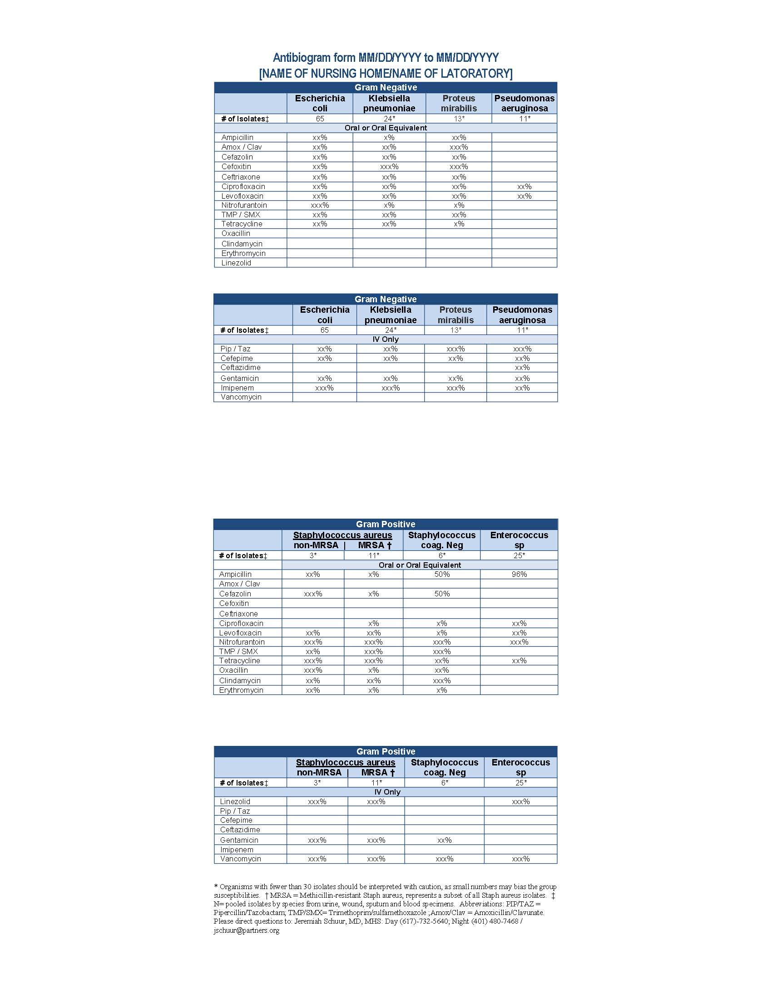 Antibiogram form MM/DD/YYYY to MM/DD/YYYY
[NAME OF NURSING HOME/NAME OF LATORATORY]
Gram Negative
Escherichia coli Klebsiella pneumoniae Proteus mirabilis Pseudomonas aeruginosa
# of Isolates‡ 65 24* 13* 11*
Oral or Oral Equivalent
Ampicillin xx% x% xx%
Amox / Clav xx% xx% xxx%
Cefazolin xx% xx% xx%
Cefoxitin xx% xxx% xxx%
Ceftriaxone xx% xx% xx%
Ciprofloxacin xx% xx% xx% xx%
Levofloxacin xx% xx% xx% xx%
Nitrofurantoin xxx% x% x%
TMP / SMX xx% xx% xx%
Tetracycline xx% xx% x%
Oxacillin
Clindamycin
Erythromycin
Linezolid
Gram Negative
Escherichia coli Klebsiella pneumoniae Proteus mirabilis Pseudomonas aeruginosa
# of Isolates‡ 65 24* 13* 11*
IV Only
Pip / Taz xx% xx% xxx% xxx%
Cefepime xx% xx% xx% xx%
Ceftazidime xx%
Gentamicin xx% xx% xx% xx%
Imipenem xxx% xxx% xxx% xx%
Vancomycin
Gram Positive
Staphylococcus aureus Staphylococcus Enterococcus
non-MRSA | MRSA † coag. Neg sp
# of Isolates‡ 3* 11* 6* 25*
Oral or Oral Equivalent
Ampicillin xx% x% 50% 96%
Amox / Clav
Cefazolin xxx% x% 50%
Cefoxitin
Ceftriaxone
Ciprofloxacin x% x% xx%
Levofloxacin xx% xx% x% xx%
Nitrofurantoin xxx% xxx% xxx% xxx%
TMP / SMX xx% xxx% xxx%
Tetracycline xxx% xxx% xx% xx%
Oxacillin xxx% x% xx%
Clindamycin xx% xx% xxx%
Erythromycin xx% x% x%
Gram Positive
Staphylococcus aureus Staphylococcus Enterococcus
non-MRSA | MRSA † coag. Neg sp
# of Isolates‡ 3* 11* 6* 25*
IV Only
Linezolid xxx% xxx% xxx%
Pip / Taz
Cefepime
Ceftazidime
Gentamicin xxx% xxx% xx%
Imipenem
Vancomycin xxx% xxx% xxx% xxx%
* Organisms with fewer than 30 isolates should be interpreted with caution, as small numbers may bias the group
susceptibilities. † MRSA = Methicillin-resistant Staph aureus, represents a subset of all Staph aureus isolates. ‡
N= pooled isolates by species from urine, wound, sputum and blood specimens. Abbreviations: PIP/TAZ =
Pipercillin/Tazobactam; TMP/SMX= Trimethoprim/sulfamethoxazole ;Amox/Clav = Amoxicillin/Clavunate.
Please direct questions to: Jeremiah Schuur, MD, MHS: Day (617)-732-5640; Night (401) 480-7468 /
jschuur@partners.org